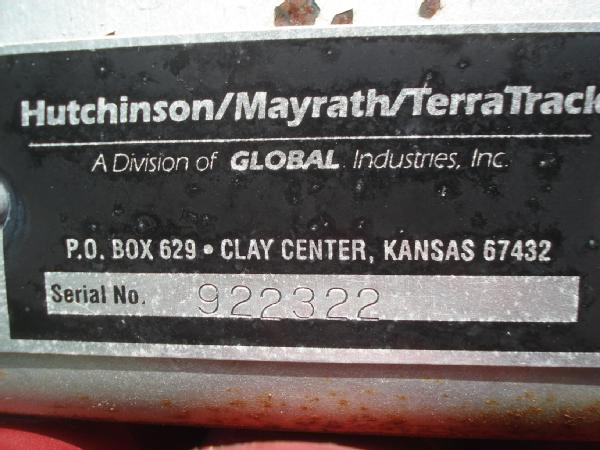 Hutchinson/Mayrath/TerraTrack
A Division of GLOBAL Industries, Inc.
P.O. BOX 629 • CLAY CENTER, KANSAS 67432
Serial No. 922322